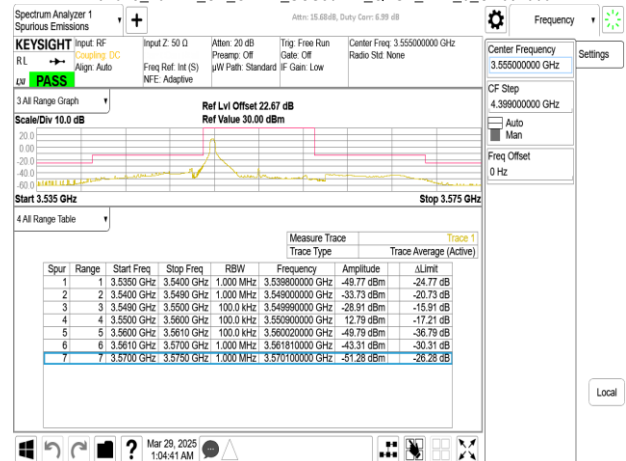 Spectrum Analyzer 1
Spurious Emissions
Attn: 15.68dB, Duty Corr: 6.99 dB
Frequency
KEYSIGHT
RL
PASS
Input: RF
Coupling: DC
Align: Auto
Input Z: 50 Ω
Freq Ref: Int (S)
NFE: Adaptive
Atten: 20 dB
Preamp: Off
µW Path: Standard
Trig: Free Run
Gate: Off
IF Gain: Low
Center Freq: 3.555000000 GHz
Radio Std: None
Center Frequency
3.555000000 GHz
Settings
CF Step
4.399000000 GHz
Auto
Man
Freq Offset
0 Hz
3 All Range Graph
Scale/Div 10.0 dB
Ref Lvl Offset 22.67 dB
Ref Value 30.00 dBm
20.0
0.00
-20.0
-40.0
-60.0
Start 3.535 GHz
Stop 3.575 GHz
4 All Range Table
Measure Trace Trace 1
Trace Type Trace Average (Active)
Spur Range Start Freq Stop Freq RBW Frequency Amplitude ΔLimit
1 1 3.5350 GHz 3.5400 GHz 1.000 MHz 3.539800000 GHz -49.77 dBm -24.77 dB
2 2 3.5400 GHz 3.5490 GHz 1.000 MHz 3.549000000 GHz -33.73 dBm -20.73 dB
3 3 3.5490 GHz 3.5500 GHz 100.0 kHz 3.549990000 GHz -28.91 dBm -15.91 dB
4 4 3.5500 GHz 3.5600 GHz 100.0 kHz 3.550900000 GHz 12.79 dBm -17.21 dB
5 5 3.5600 GHz 3.5610 GHz 100.0 kHz 3.560020000 GHz -49.79 dBm -36.79 dB
6 6 3.5610 GHz 3.5700 GHz 1.000 MHz 3.561810000 GHz -43.31 dBm -30.31 dB
7 7 3.5700 GHz 3.5750 GHz 1.000 MHz 3.570100000 GHz -51.28 dBm -26.28 dB
Local
Mar 29, 2025
1:04:41 AM